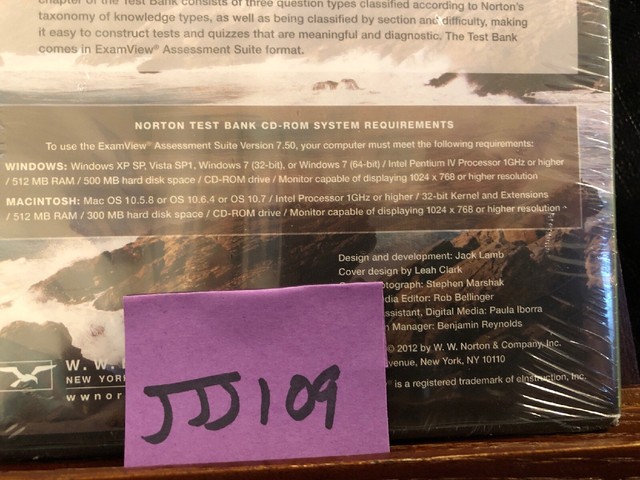 chapter of the Test Bank consists of three question types classified according to Norton's
taxonomy of knowledge types, as well as being classified by section and difficulty, making
it easy to construct tests and quizzes that are meaningful and diagnostic. The Test Bank
comes in ExamView® Assessment Suite format.
NORTON TEST BANK CD-ROM SYSTEM REQUIREMENTS
To use the ExamView® Assessment Suite Version 7.50, your computer must meet the following requirements:
WINDOWS: Windows XP SP, Vista SP1, Windows 7 (32-bit), or Windows 7 (64-bit) / Intel Pentium IV Processor 1GHz or higher
/ 512 MB RAM / 500 MB hard disk space / CD-ROM drive / Monitor capable of displaying 1024 x 768 or higher resolution
MACINTOSH: Mac OS 10.5.8 or OS 10.6.4 or OS 10.7 / Intel Processor 1GHz or higher / 32-bit Kernel and Extensions
/ 512 MB RAM / 300 MB hard disk space / CD-ROM drive / Monitor capable of displaying 1024 x 768 or higher resolution
Design and development: Jack Lamb
Cover design by Leah Clark
otograph: Stephen Marshak
dia Editor: Rob Bellinger
ssistant, Digital Media: Paula Iborra
n Manager: Benjamin Reynolds
© 2012 by W. W. Norton & Company, Inc.
venue, New York, NY 10110
is a registered trademark of eInstruction, Inc.
W. W.
NEW YORK
wwnor
JJJ109